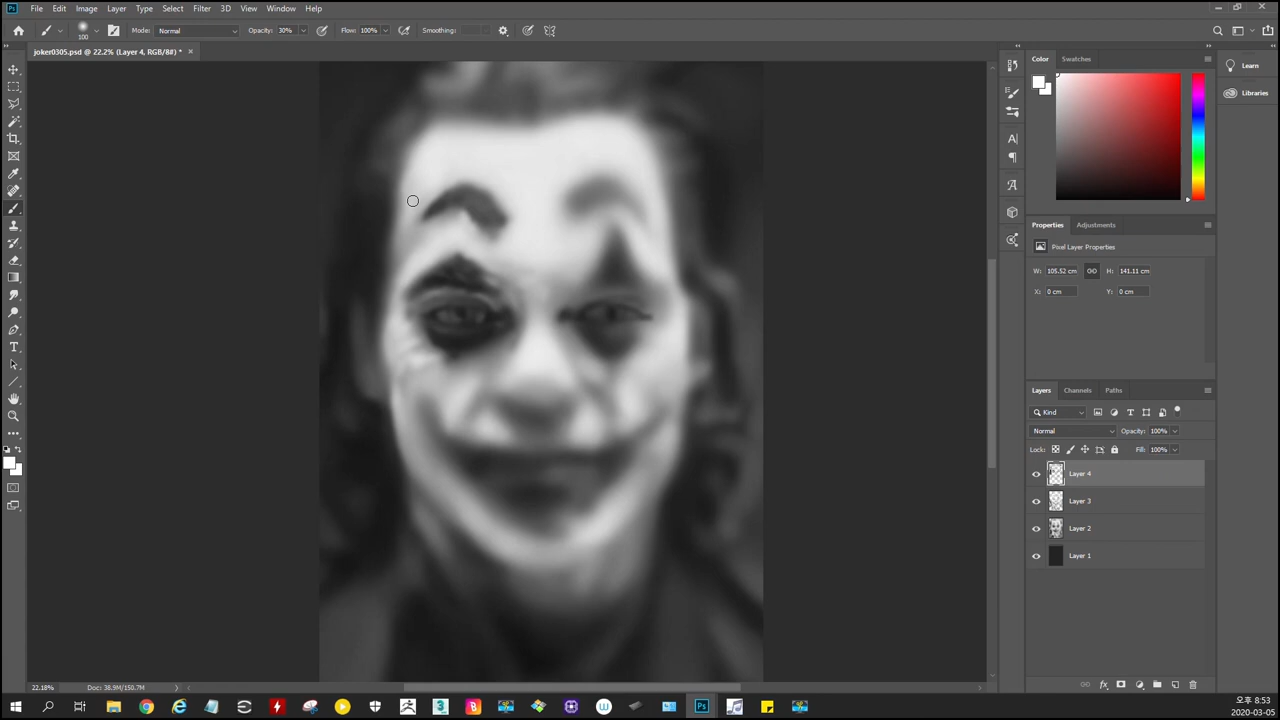 Ps File Edit Image Layer Type Select Filter 3D View Window Help
100 Mode: Normal Opacity: 30% Flow: 100% Smoothing:
joker0305.psd @ 22.2% (Layer 4, RGB/8#) * ×
Color Swatches
Learn
Libraries
Properties Adjustments
Pixel Layer Properties
W: 105.52 cm H: 141.11 cm
X: 0 cm Y: 0 cm
Layers Channels Paths
Kind
Normal Opacity: 100%
Lock: Fill: 100%
Layer 4
Layer 3
Layer 2
Layer 1
22.18% Doc: 38.9M/150.7M
오후 8:53
2020-03-05